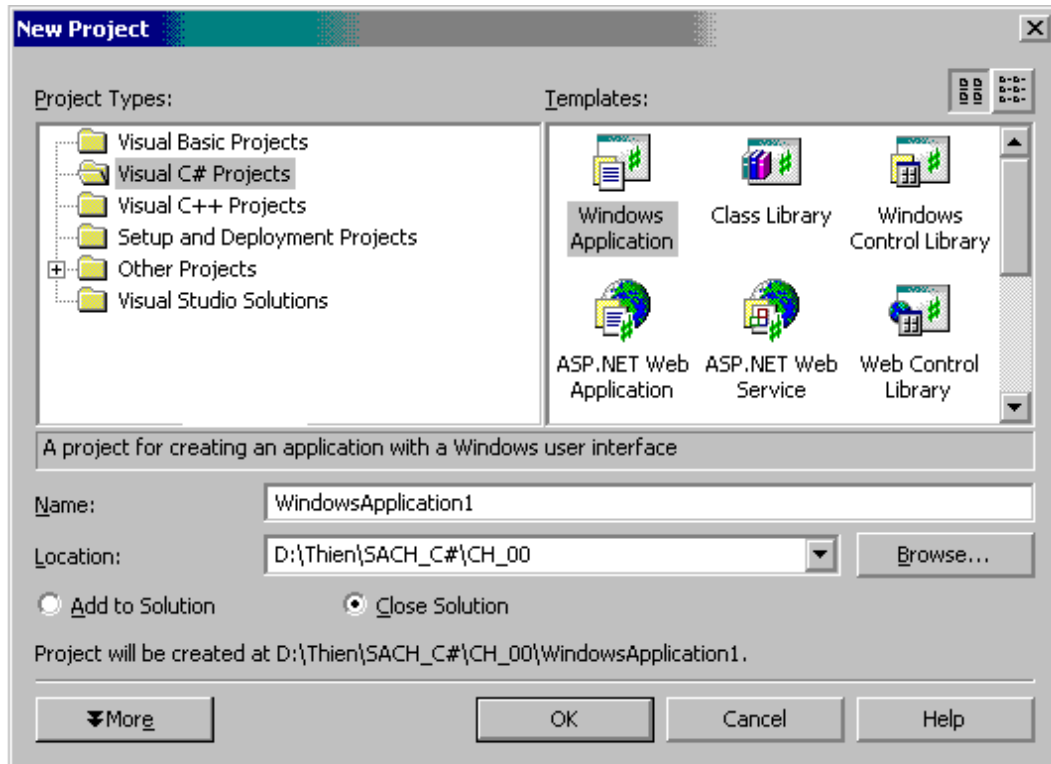 New Project
Project Types:
Templates:
Visual Basic Projects
Visual C# Projects
Visual C++ Projects
Setup and Deployment Projects
Other Projects
Visual Studio Solutions
Windows
Application
Class Library
Windows
Control Library
ASP.NET Web
Application
ASP.NET Web
Service
Web Control
Library
A project for creating an application with a Windows user interface
Name:
WindowsApplication1
Location:
D:\Thien\SACH_C#\CH_00
Browse...
Add to Solution
Close Solution
Project will be created at D:\Thien\SACH_C#\CH_00\WindowsApplication1.
More
OK
Cancel
Help